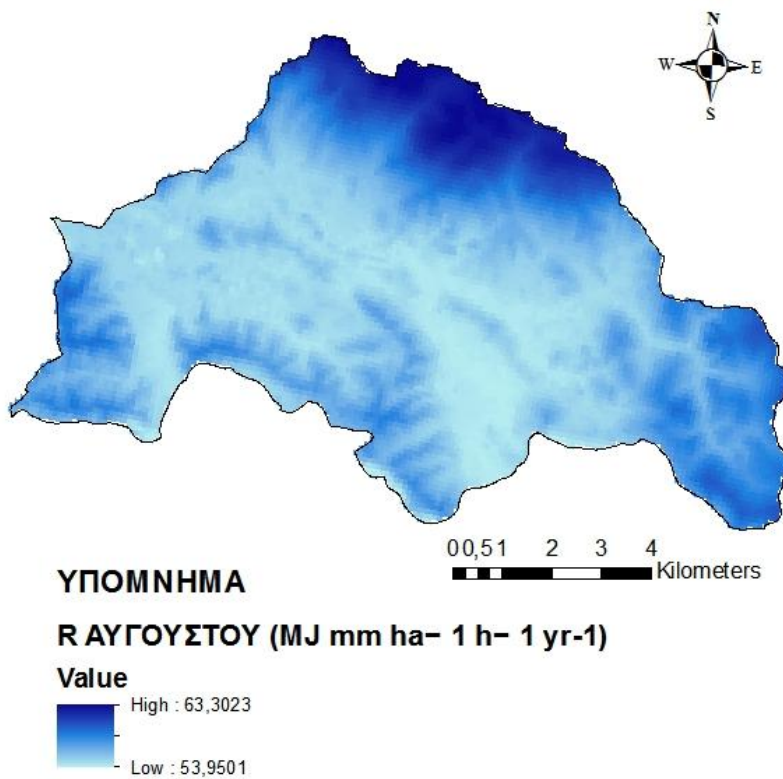 N
W E
S
0 0,5 1 2 3 4
Kilometers
ΥΠΟΜΝΗΜΑ
R ΑΥΓΟΥΣΤΟΥ (MJ mm ha− 1 h− 1 yr-1)
Value
High : 63,3023
Low : 53,9501